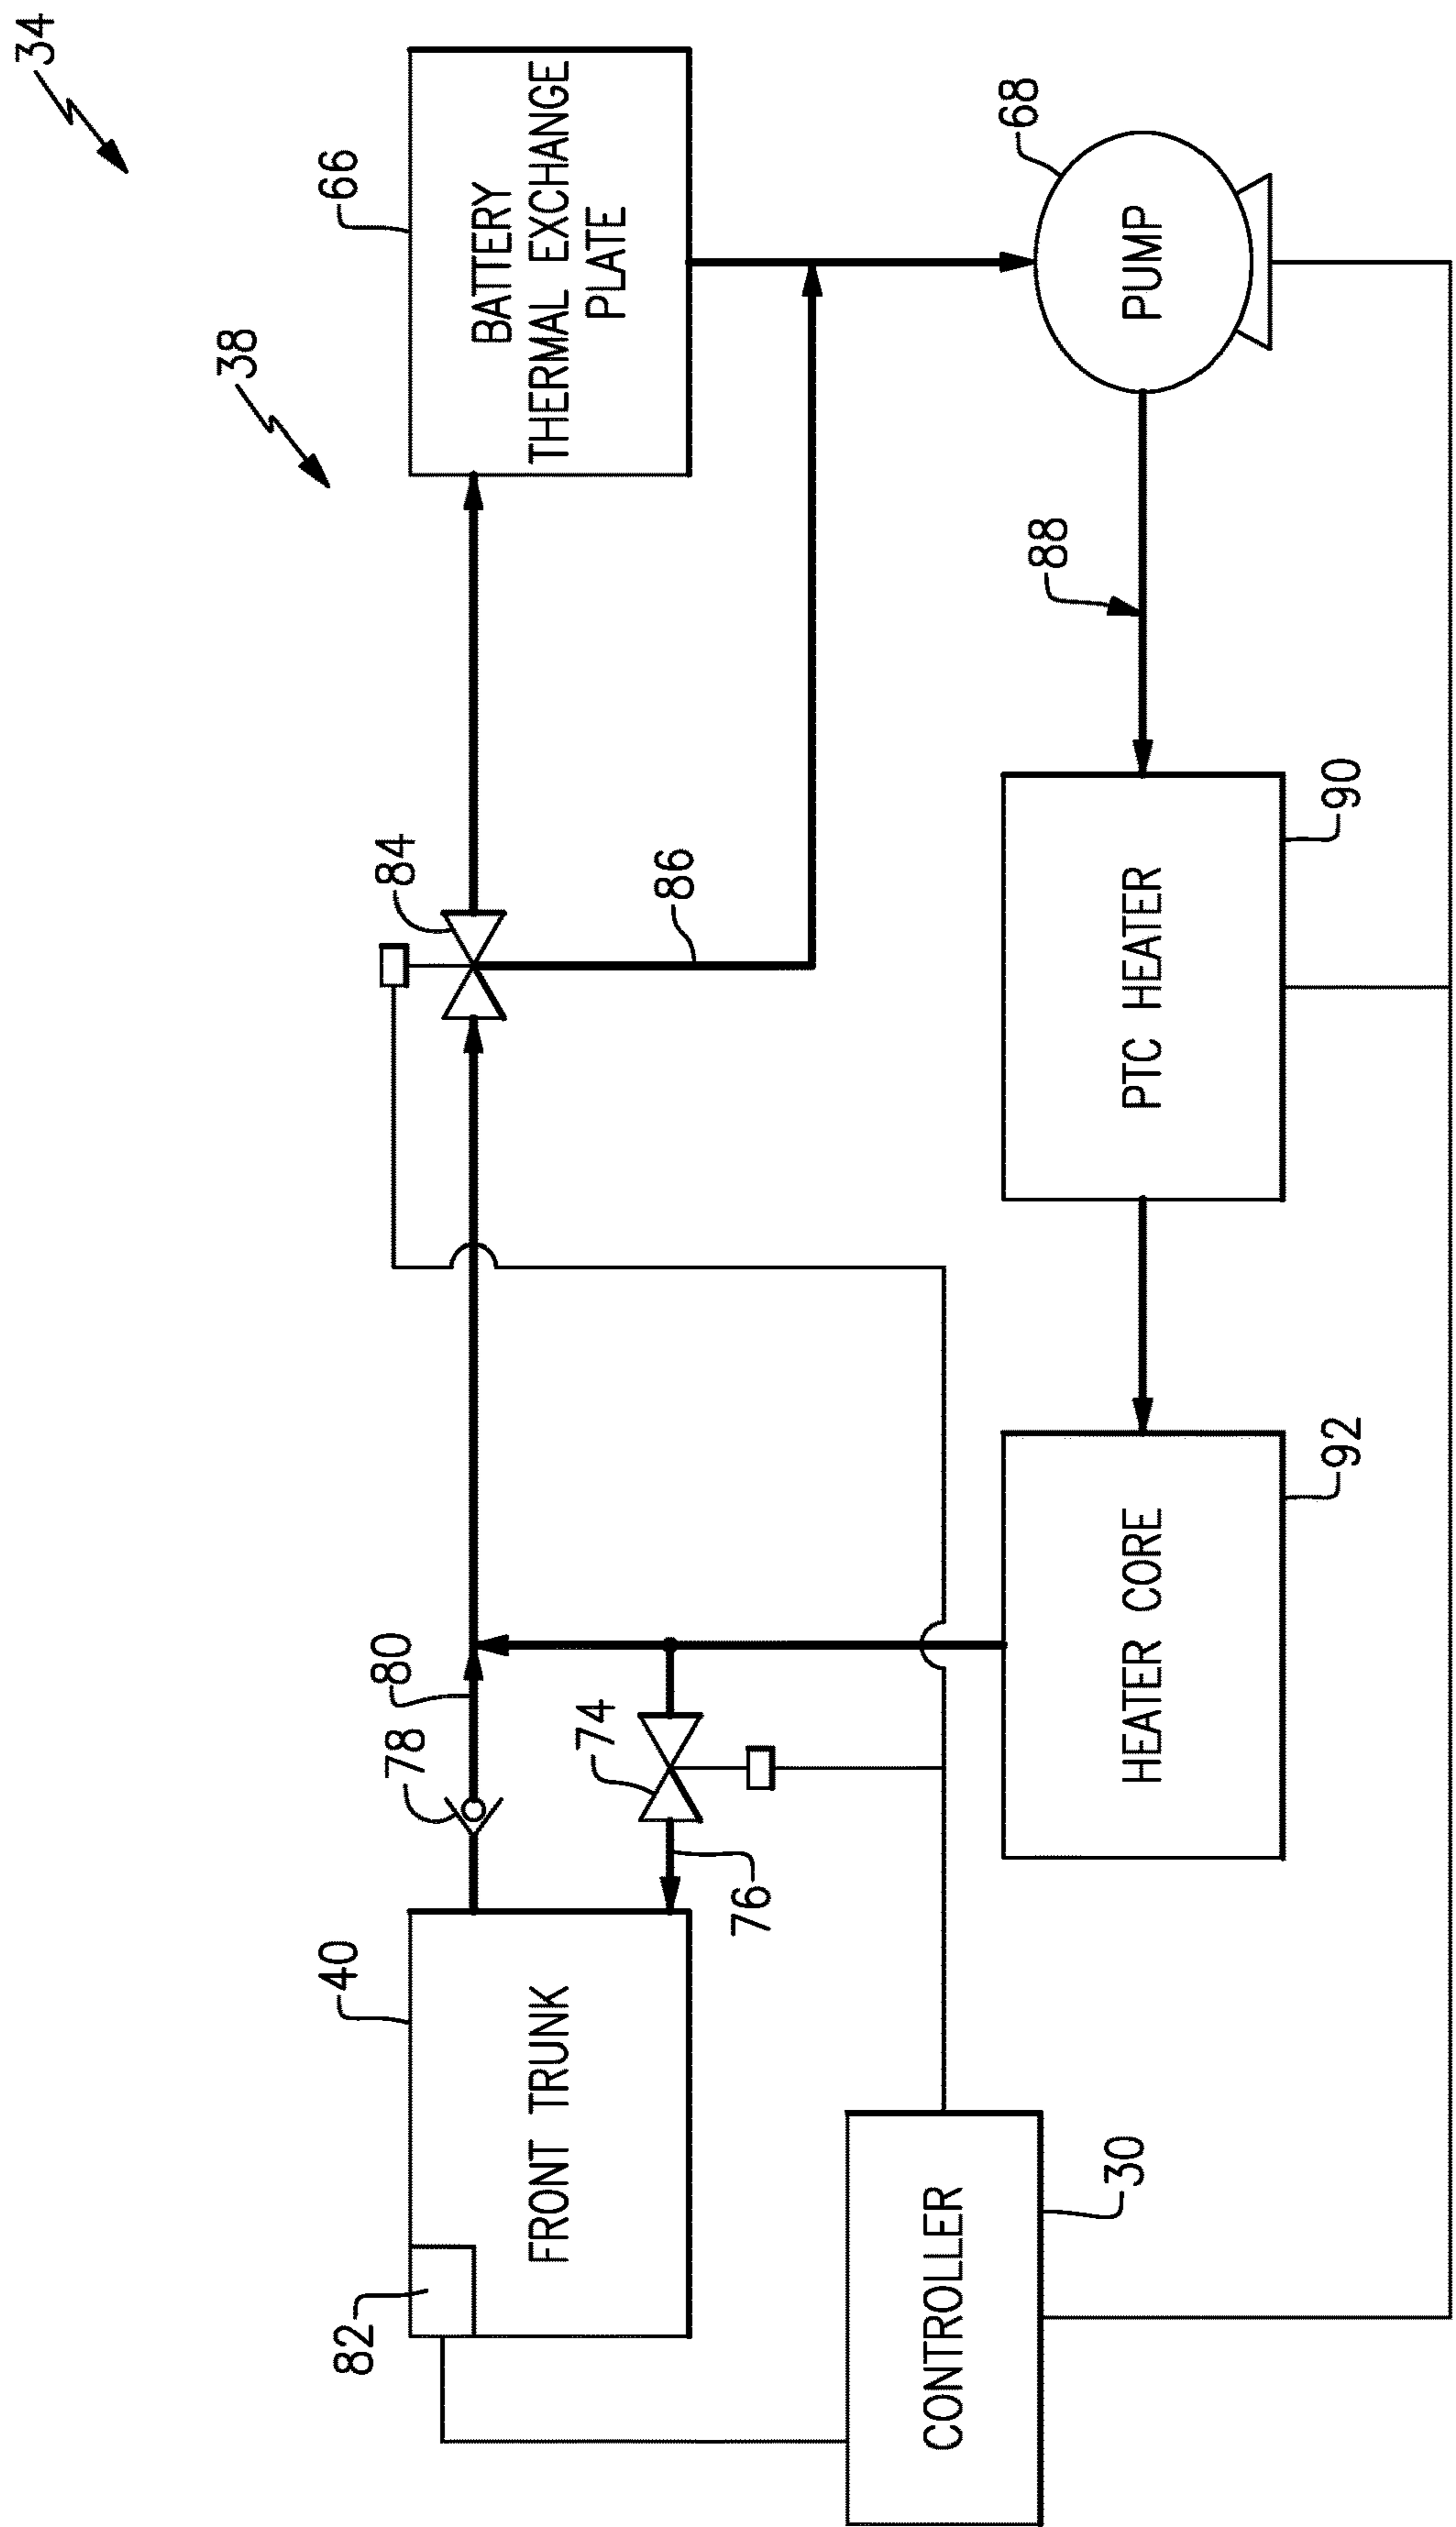 34
38
66
BATTERY
THERMAL EXCHANGE
PLATE
68
PUMP
84
86
88
90
PTC HEATER
80
78
74
76
92
HEATER CORE
40
FRONT TRUNK
82
30
CONTROLLER